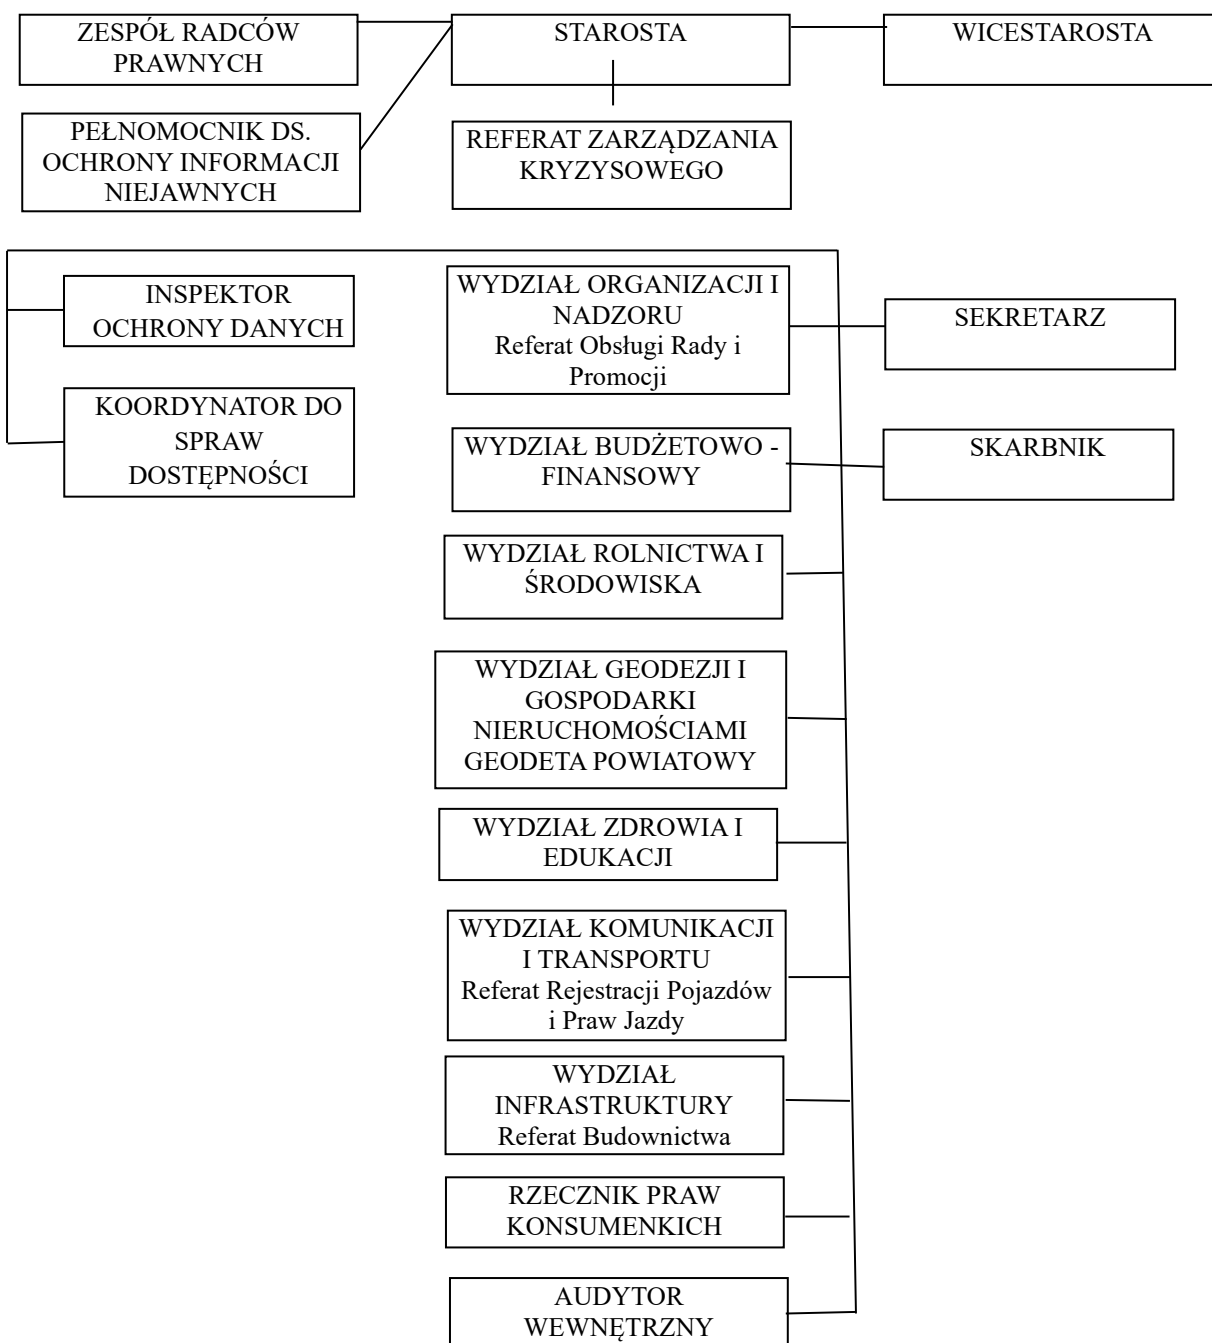 ZESPÓŁ RADCÓW
PRAWNYCH
STAROSTA
WICESTAROSTA
PEŁNOMOCNIK DS.
OCHRONY INFORMACJI
NIEJAWNYCH
REFERAT ZARZĄDZANIA
KRYZYSOWEGO
INSPEKTOR
OCHRONY DANYCH
WYDZIAŁ ORGANIZACJI I
NADZORU
Referat Obsługi Rady i
Promocji
SEKRETARZ
KOORDYNATOR DO
SPRAW
DOSTĘPNOŚCI
WYDZIAŁ BUDŻETOWO -
FINANSOWY
SKARBNIK
WYDZIAŁ ROLNICTWA I
ŚRODOWISKA
WYDZIAŁ GEODEZJI I
GOSPODARKI
NIERUCHOMOŚCIAMI
GEODETA POWIATOWY
WYDZIAŁ ZDROWIA I
EDUKACJI
WYDZIAŁ KOMUNIKACJI
I TRANSPORTU
Referat Rejestracji Pojazdów
i Praw Jazdy
WYDZIAŁ
INFRASTRUKTURY
Referat Budownictwa
RZECZNIK PRAW
KONSUMENKICH
AUDYTOR
WEWNĘTRZNY